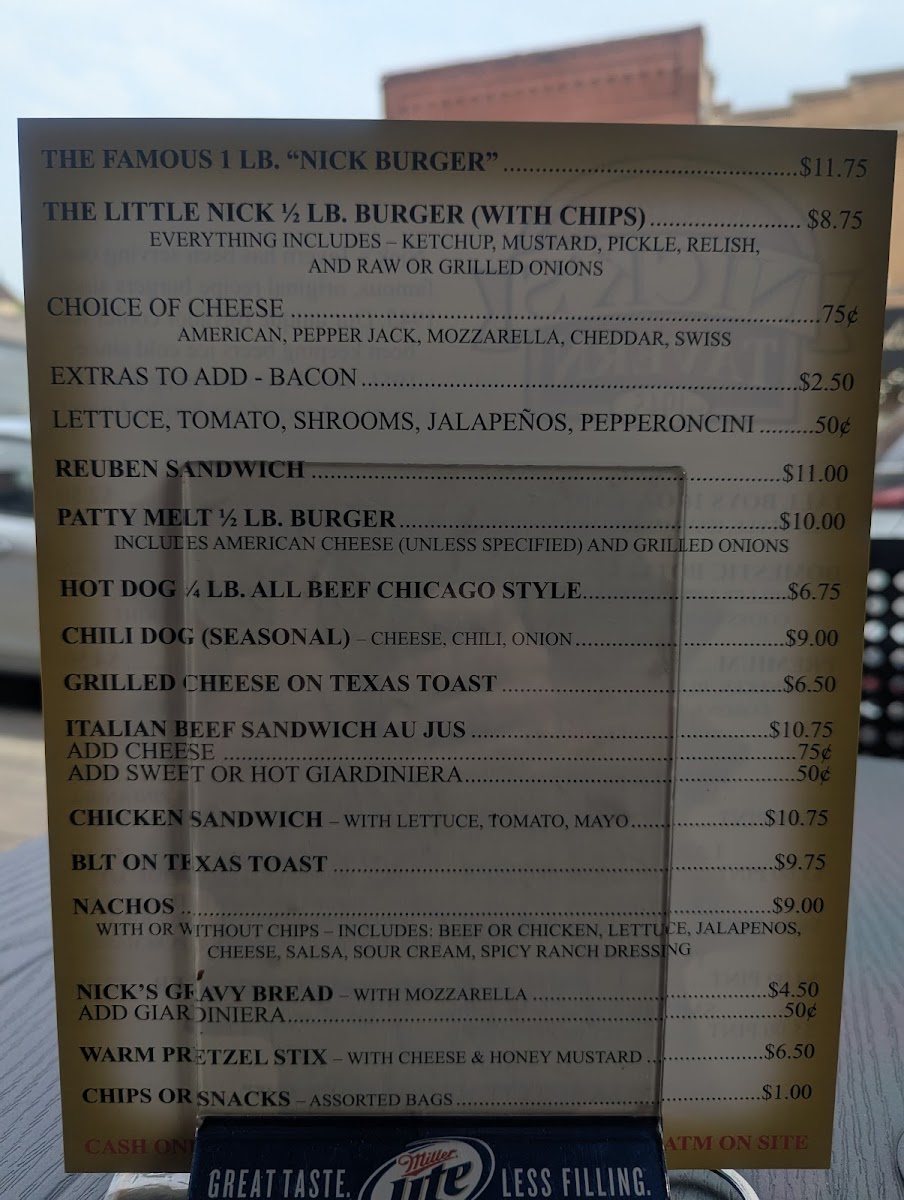 THE FAMOUS 1 LB. “NICK BURGER” $11.75
THE LITTLE NICK ½ LB. BURGER (WITH CHIPS) $8.75
EVERYTHING INCLUDES – KETCHUP, MUSTARD, PICKLE, RELISH,
AND RAW OR GRILLED ONIONS
CHOICE OF CHEESE 75¢
AMERICAN, PEPPER JACK, MOZZARELLA, CHEDDAR, SWISS
EXTRAS TO ADD - BACON $2.50
LETTUCE, TOMATO, SHROOMS, JALAPEÑOS, PEPPERONCINI 50¢
REUBEN SANDWICH $11.00
PATTY MELT ½ LB. BURGER $10.00
INCLUDES AMERICAN CHEESE (UNLESS SPECIFIED) AND GRILLED ONIONS
HOT DOG ¼ LB. ALL BEEF CHICAGO STYLE $6.75
CHILI DOG (SEASONAL) – CHEESE, CHILI, ONION $9.00
GRILLED CHEESE ON TEXAS TOAST $6.50
ITALIAN BEEF SANDWICH AU JUS $10.75
ADD CHEESE 75¢
ADD SWEET OR HOT GIARDINIERA 50¢
CHICKEN SANDWICH – WITH LETTUCE, TOMATO, MAYO $10.75
BLT ON TEXAS TOAST $9.75
NACHOS $9.00
WITH OR WITHOUT CHIPS – INCLUDES: BEEF OR CHICKEN, LETTUCE, JALAPENOS,
CHEESE, SALSA, SOUR CREAM, SPICY RANCH DRESSING
NICK’S GRAVY BREAD – WITH MOZZARELLA $4.50
ADD GIARDINIERA 50¢
WARM PRETZEL STIX – WITH CHEESE & HONEY MUSTARD $6.50
CHIPS OR SNACKS – ASSORTED BAGS $1.00
CASH ATM ON SITE
GREAT TASTE. Miller Lite LESS FILLING.